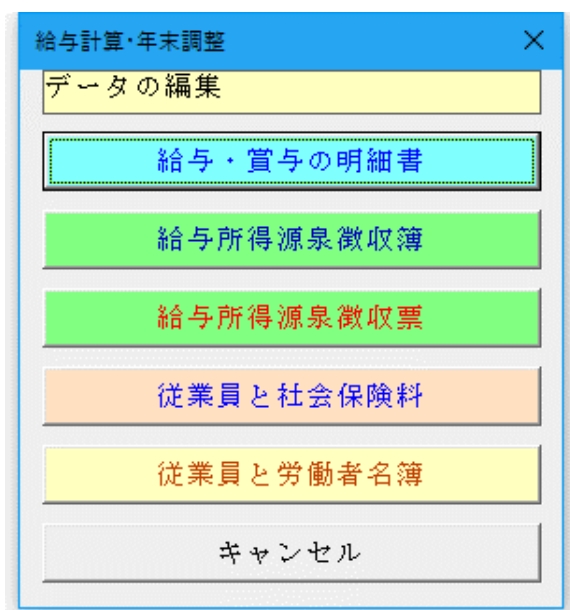 給与計算・年末調整
データの編集
給与・賞与の明細書
給与所得源泉徴収簿
給与所得源泉徴収票
従業員と社会保険料
従業員と労働者名簿
キャンセル